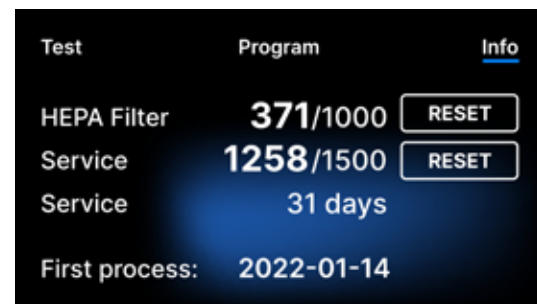 Test Program Info
HEPA Filter 371/1000 RESET
Service 1258/1500 RESET
Service 31 days
First process: 2022-01-14